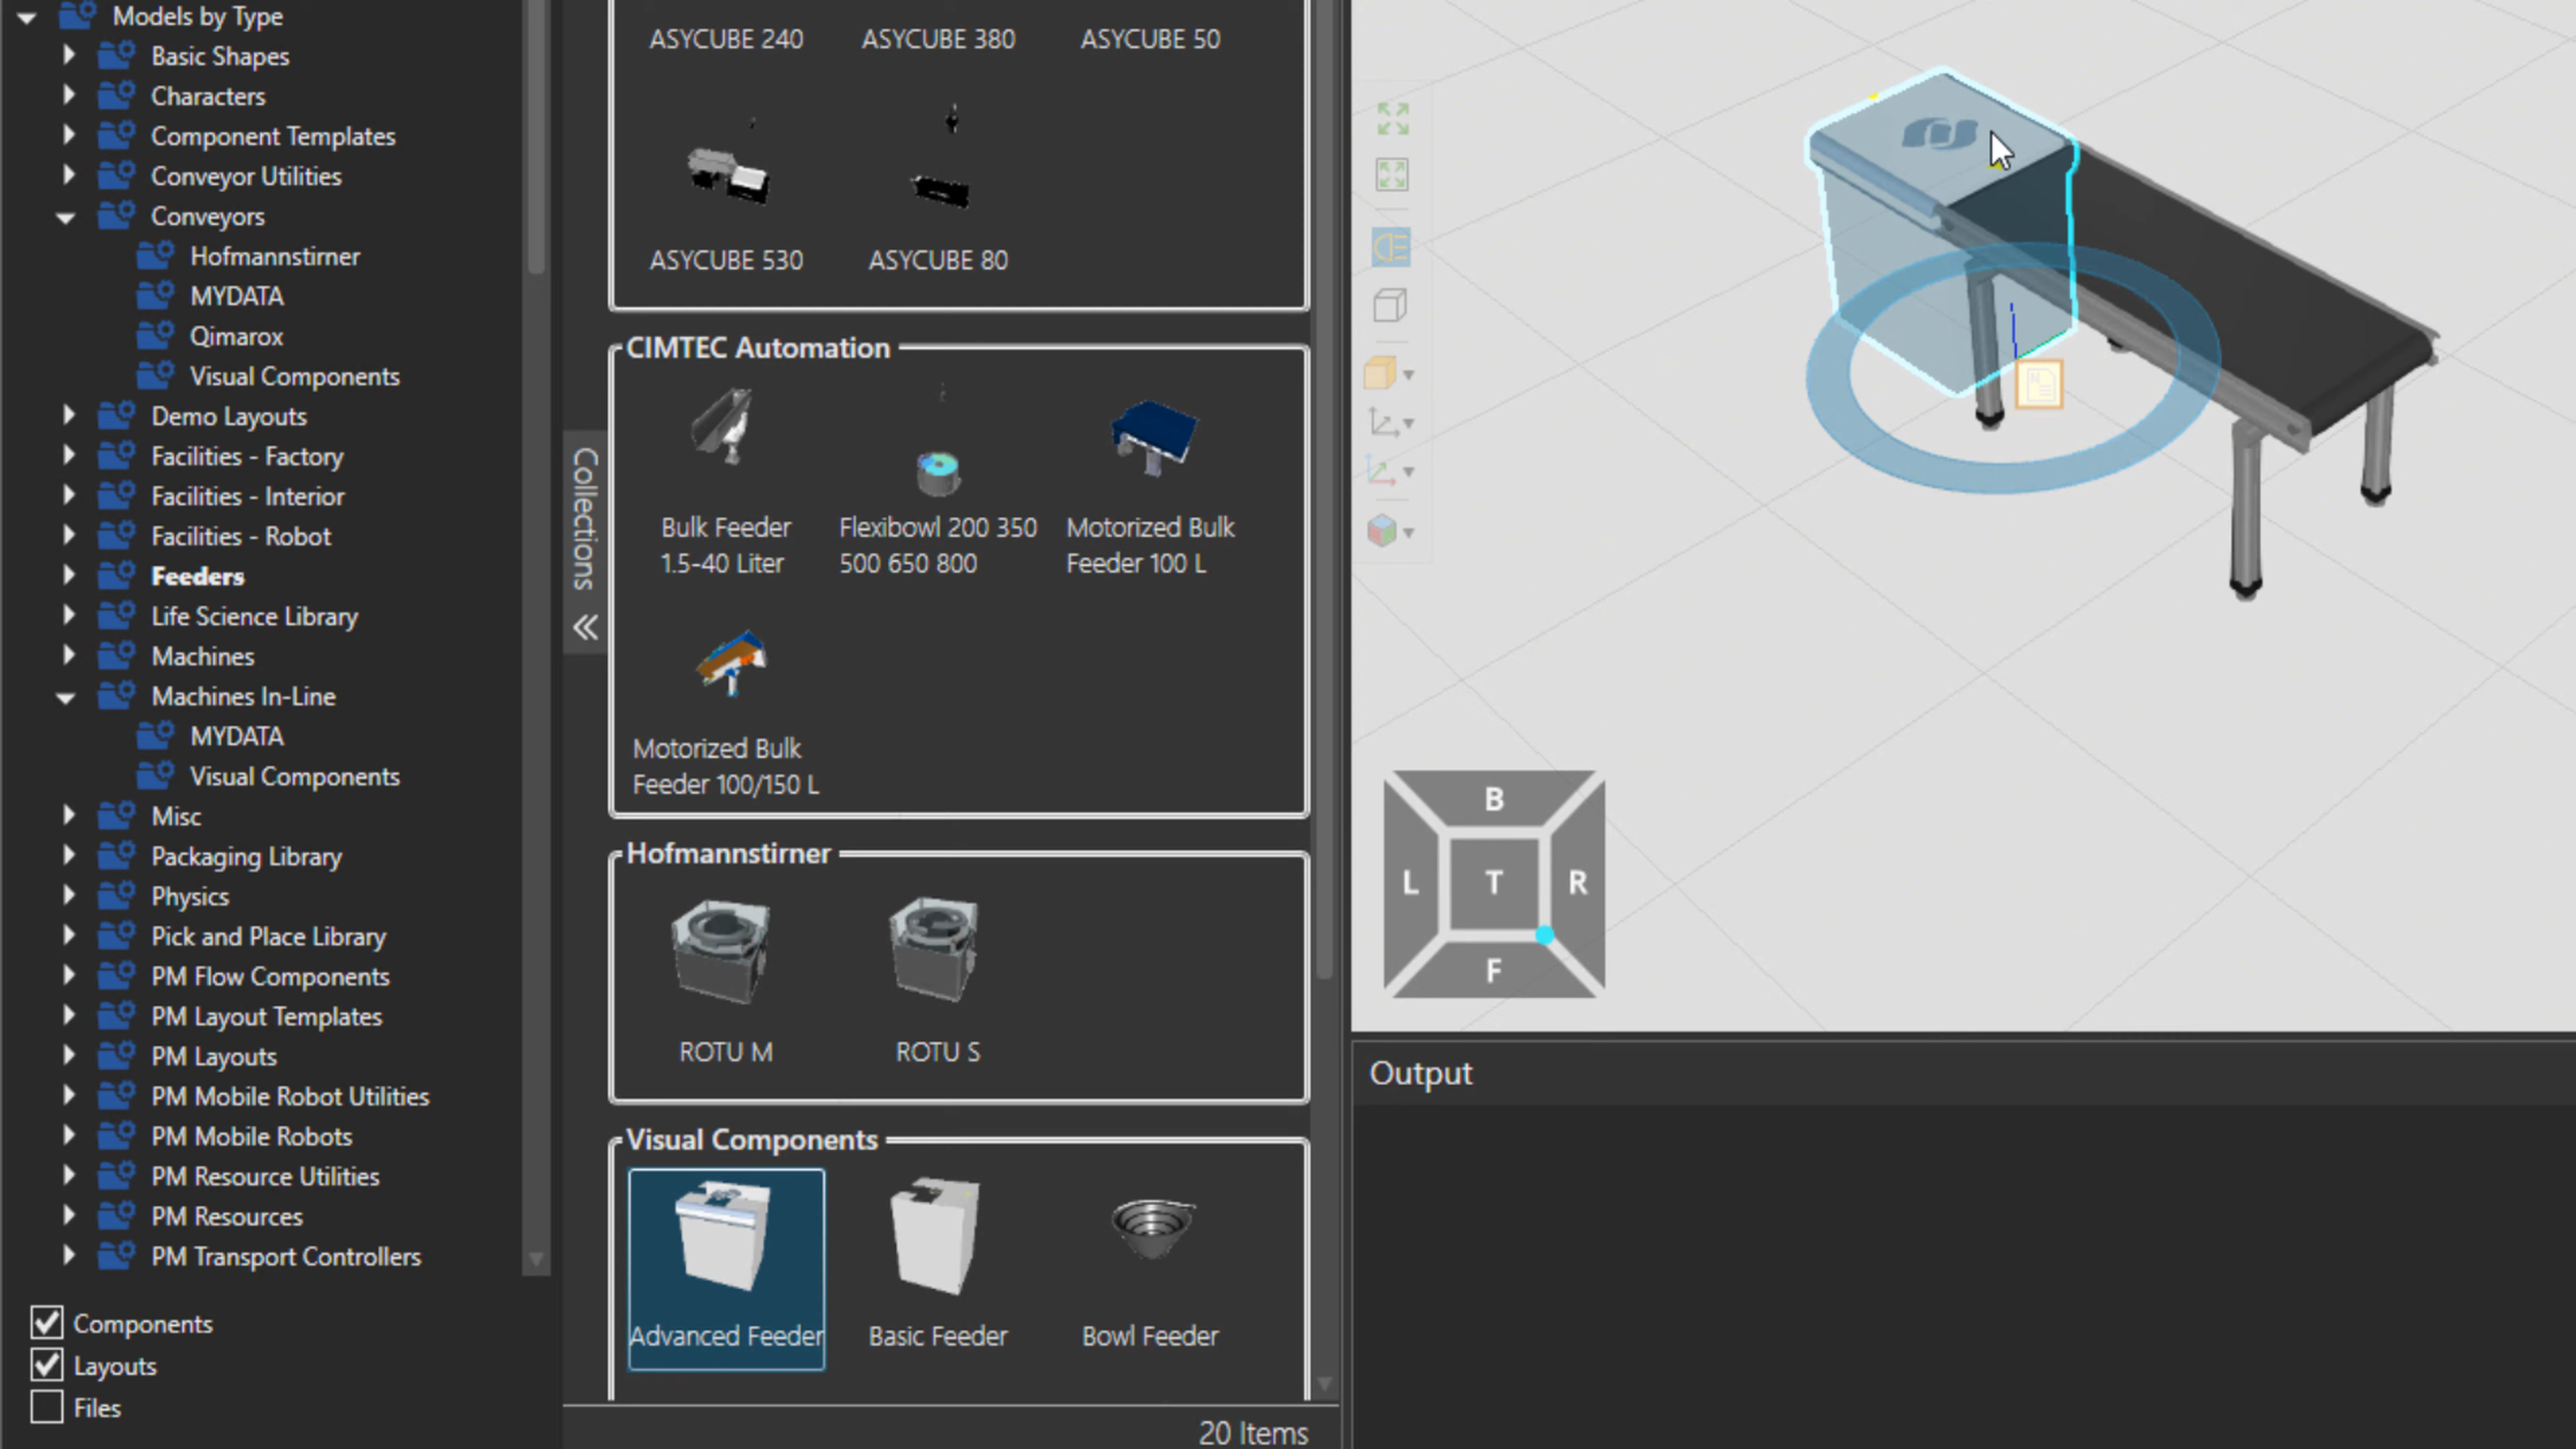 Models by Type
Basic Shapes
Characters
Component Templates
Conveyor Utilities
Conveyors
Hofmannstirner
MYDATA
Qimarox
Visual Components
Demo Layouts
Facilities - Factory
Facilities - Interior
Facilities - Robot
Feeders
Life Science Library
Machines
Machines In-Line
MYDATA
Visual Components
Misc
Packaging Library
Physics
Pick and Place Library
PM Flow Components
PM Layout Templates
PM Layouts
PM Mobile Robot Utilities
PM Mobile Robots
PM Resource Utilities
PM Resources
PM Transport Controllers
Components
Layouts
Files
Collections
ASYCUBE 240
ASYCUBE 380
ASYCUBE 50
ASYCUBE 530
ASYCUBE 80
CIMTEC Automation
Bulk Feeder
1.5-40 Liter
Flexibowl 200 350
500 650 800
Motorized Bulk
Feeder 100 L
Motorized Bulk
Feeder 100/150 L
Hofmannstirner
ROTU M
ROTU S
Visual Components
Advanced Feeder
Basic Feeder
Bowl Feeder
20 Items
B
L
T
R
F
Output